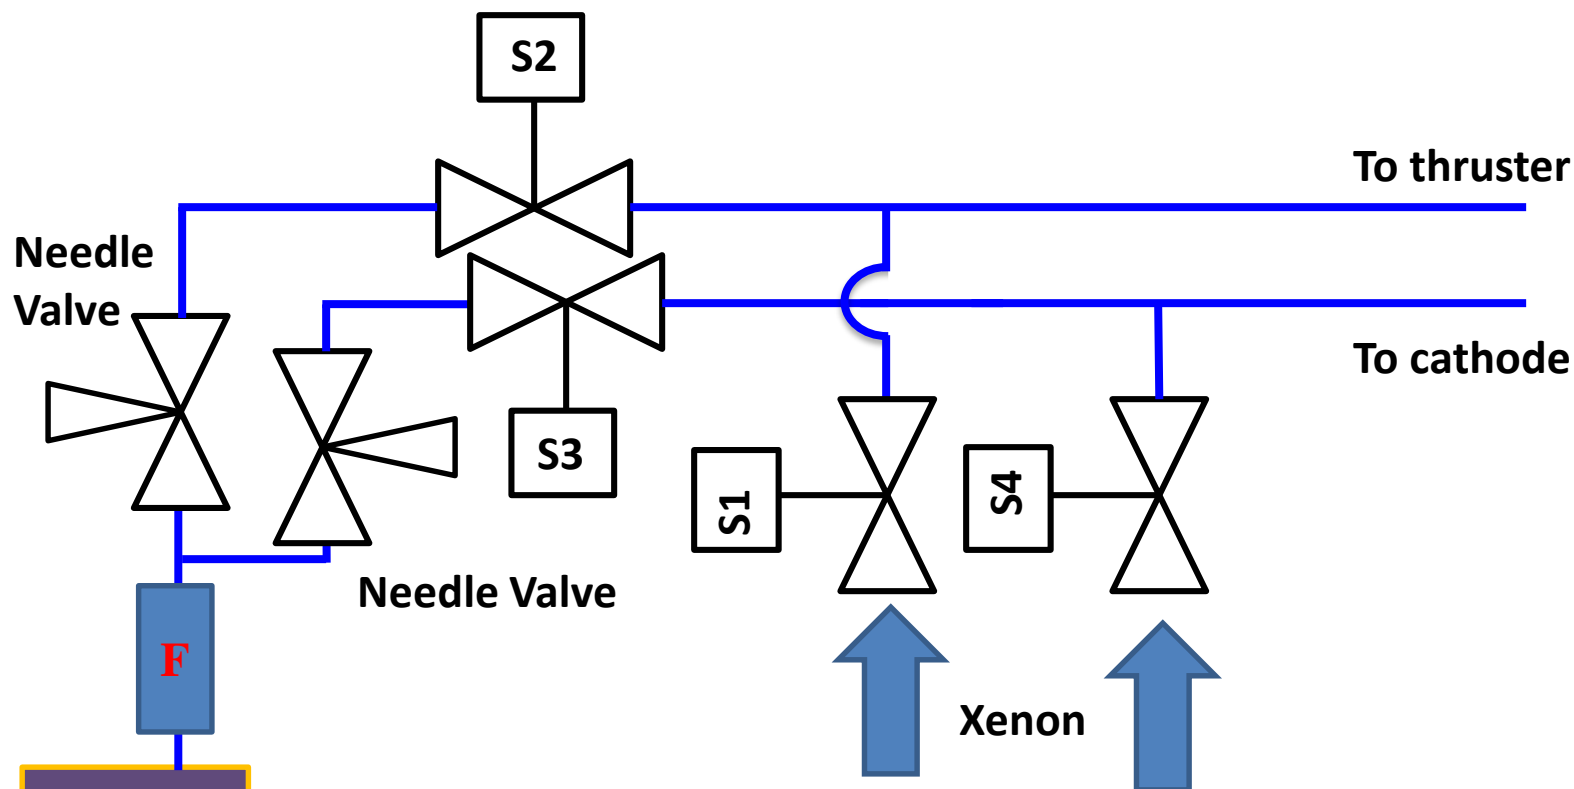 S2
To thruster
Needle
Valve
To cathode
S3
S1
S4
Needle Valve
F
Xenon